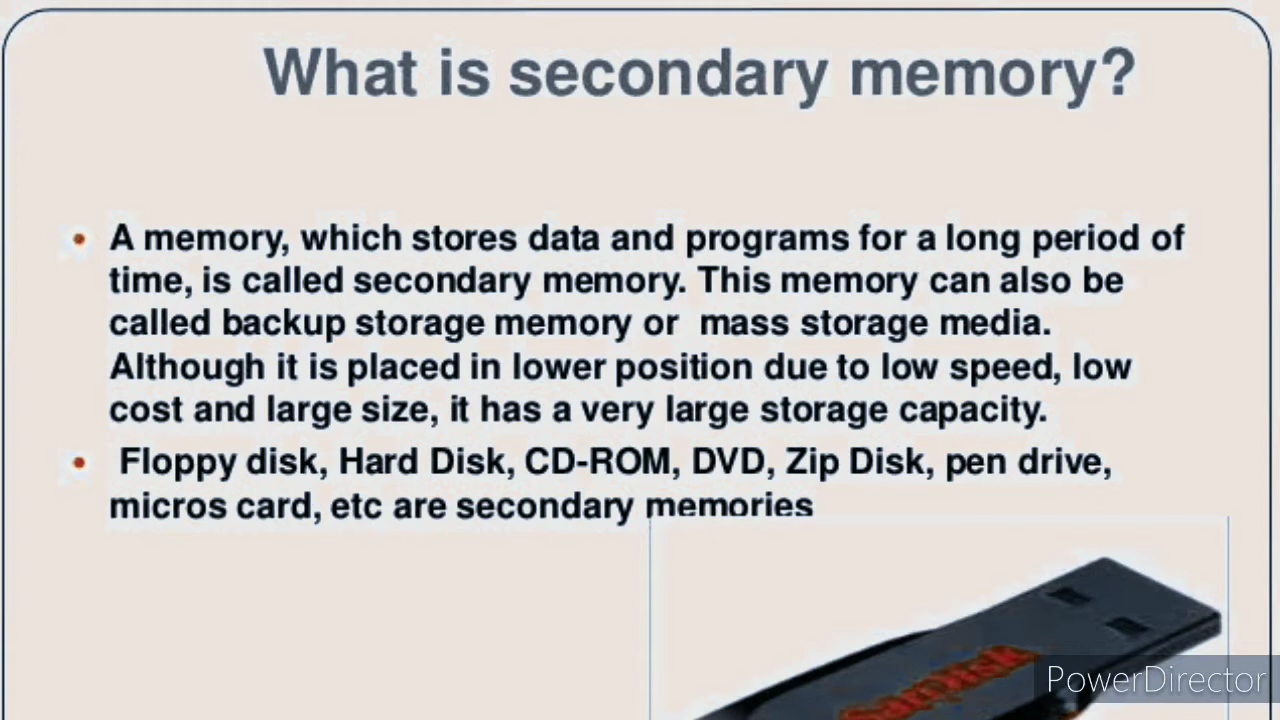 What is secondary memory?
• A memory, which stores data and programs for a long period of
time, is called secondary memory. This memory can also be
called backup storage memory or  mass storage media.
Although it is placed in lower position due to low speed, low
cost and large size, it has a very large storage capacity.
• Floppy disk, Hard Disk, CD-ROM, DVD, Zip Disk, pen drive,
micros card, etc are secondary memories
SanDisk
PowerDirector